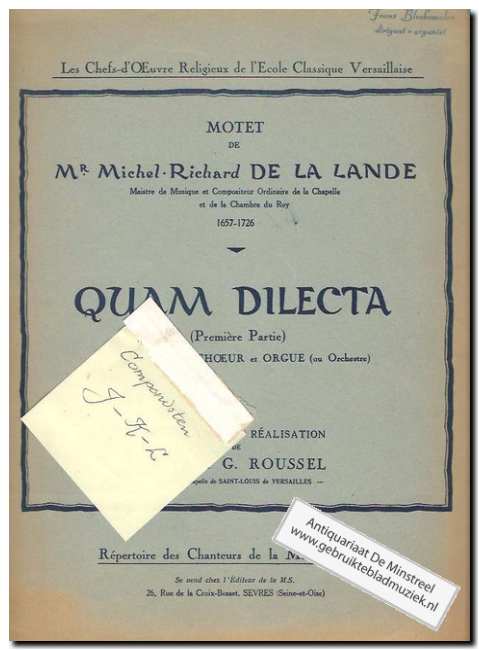 dirigent - organist
Les Chefs-d'Œuvre Religieux de l'Ecole Classique Versaillaise
MOTET
DE
Mr Michel-Richard DE LA LANDE
Maistre de Musique et Compositeur Ordinaire de la Chapelle
et de la Chambre du Roy
1657-1726
QUAM DILECTA
(Première Partie)
CHŒUR et ORGUE (ou Orchestre)
Componisten
J-K-L
RÉALISATION
DE
G. ROUSSEL
de SAINT-LOUIS de VERSAILLES
Antiquariaat De Minstreel
www.gebruiktebladmuziek.nl
Répertoire des Chanteurs de la
Se vend chez l'Éditeur de la M.S.
26, Rue de la Croix-Bosset, SEVRES (Seine-et-Oise)